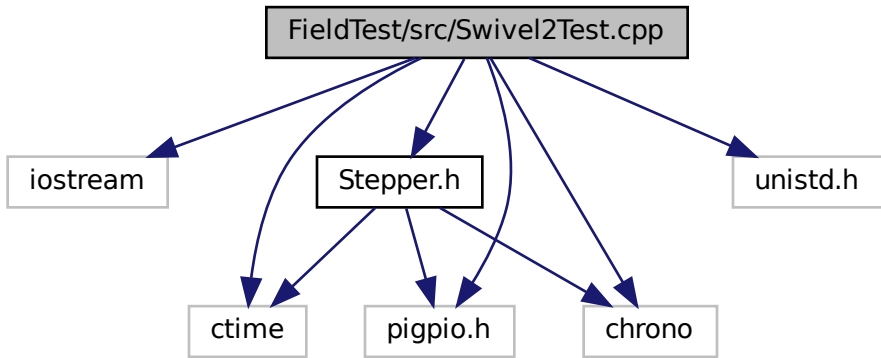 FieldTest/src/Swivel2Test.cpp
iostream
Stepper.h
unistd.h
ctime
pigpio.h
chrono